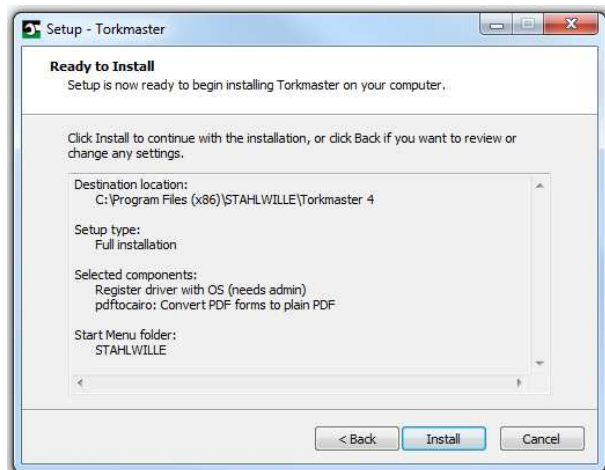 Setup - Torkmaster
Ready to Install
Setup is now ready to begin installing Torkmaster on your computer.
Click Install to continue with the installation, or click Back if you want to review or
change any settings.
Destination location:
C:\Program Files (x86)\STAHLWILLE\Torkmaster 4
Setup type:
Full installation
Selected components:
Register driver with OS (needs admin)
pdftocairo: Convert PDF forms to plain PDF
Start Menu folder:
STAHLWILLE
< Back Install Cancel